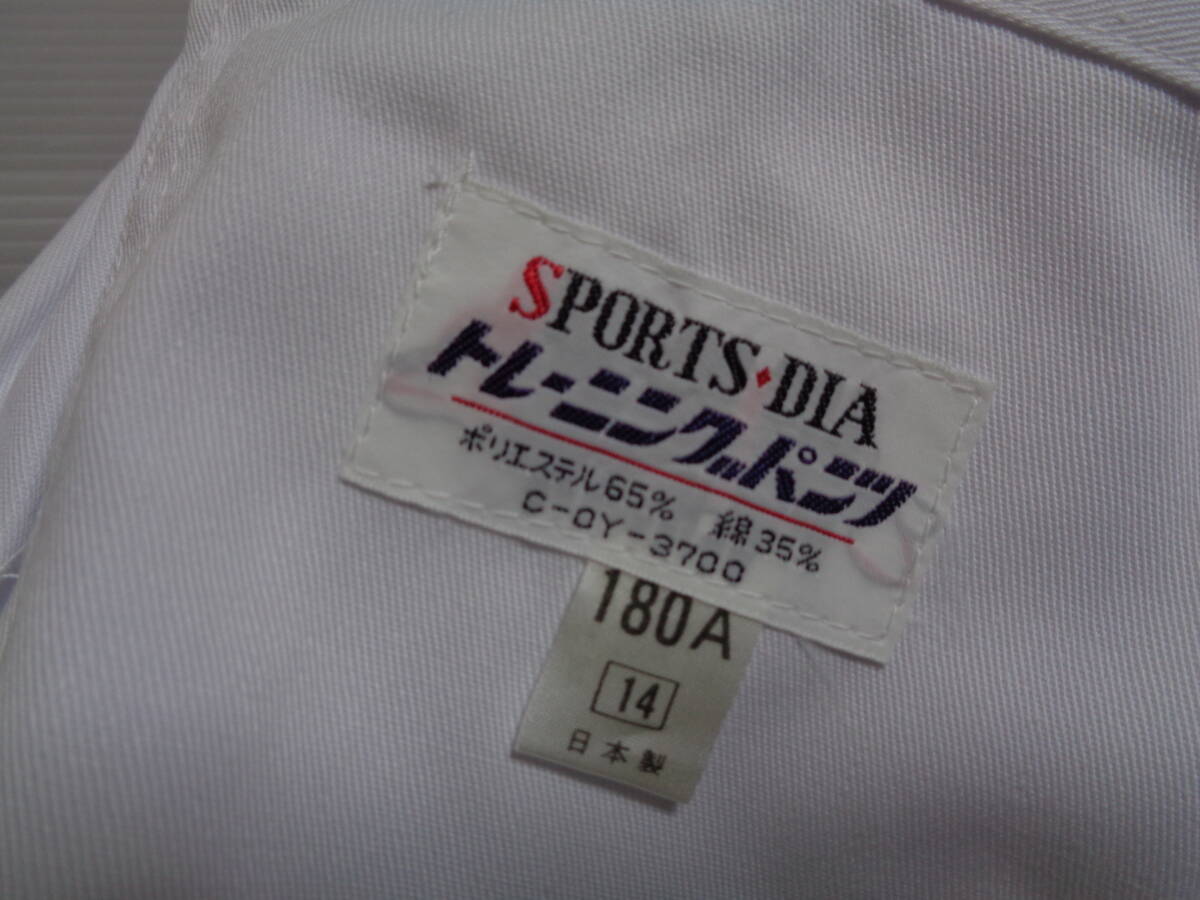 SPORTS♦DIA
トレーニングパンツ
ポリエステル65% 綿35%
C-OY-3700
180A
14
日本製